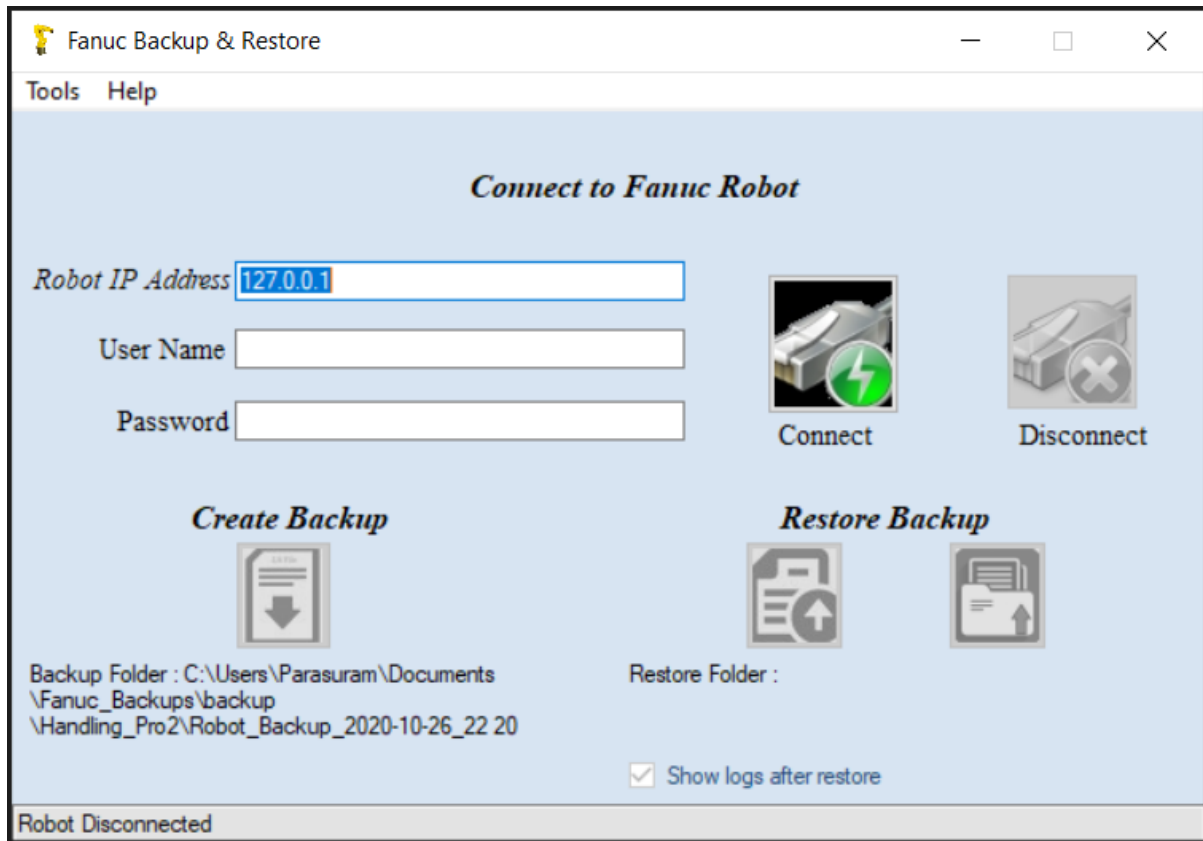 Fanuc Backup & Restore
Tools Help
Connect to Fanuc Robot
Robot IP Address 127.0.0.1
User Name
Password
Connect
Disconnect
Create Backup
Restore Backup
Backup Folder : C:\Users\Parasuram\Documents
\Fanuc_Backups\backup
\Handling_Pro2\Robot_Backup_2020-10-26_22 20
Restore Folder :
Show logs after restore
Robot Disconnected